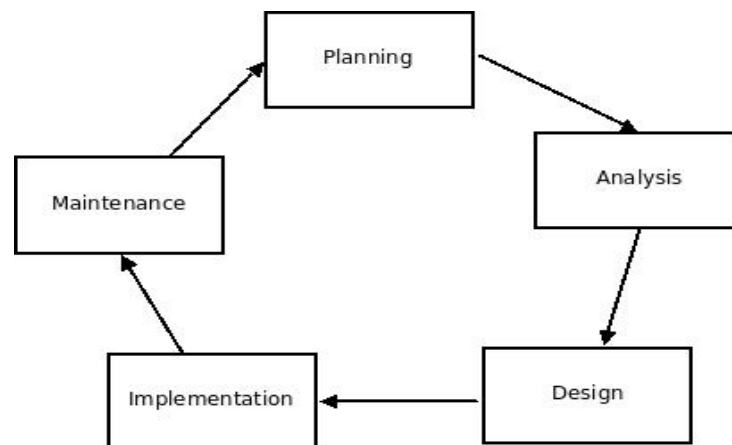 Planning
Analysis
Design
Implementation
Maintenance